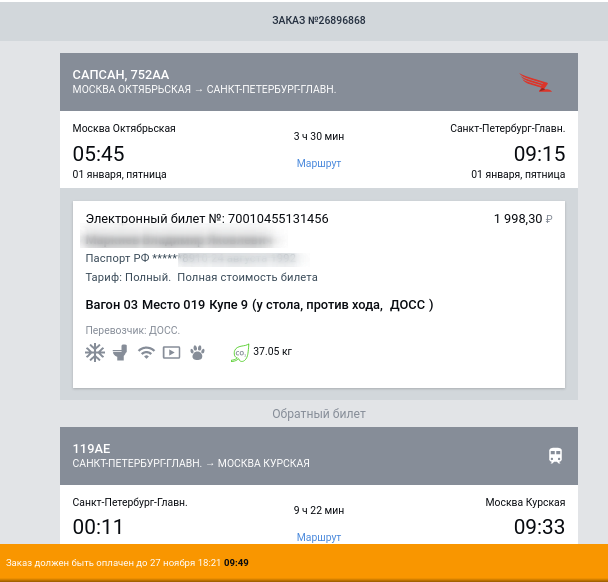 ЗАКАЗ №26896868
САПСАН, 752АА
МОСКВА ОКТЯБРЬСКАЯ → САНКТ-ПЕТЕРБУРГ-ГЛАВН.
Москва Октябрьская
3 ч 30 мин
Санкт-Петербург-Главн.
05:45
Маршрут
09:15
01 января, пятница
01 января, пятница
Электронный билет №: 70010455131456
1 998,30 ₽
Паспорт РФ *****
Тариф: Полный. Полная стоимость билета
Вагон 03 Место 019 Купе 9 (у стола, против хода, ДОСС )
Перевозчик: ДОСС.
CO₂
37.05 кг
Обратный билет
119АЕ
САНКТ-ПЕТЕРБУРГ-ГЛАВН. → МОСКВА КУРСКАЯ
Санкт-Петербург-Главн.
9 ч 22 мин
Москва Курская
00:11
Маршрут
09:33
Заказ должен быть оплачен до 27 ноября 18:21 09:49